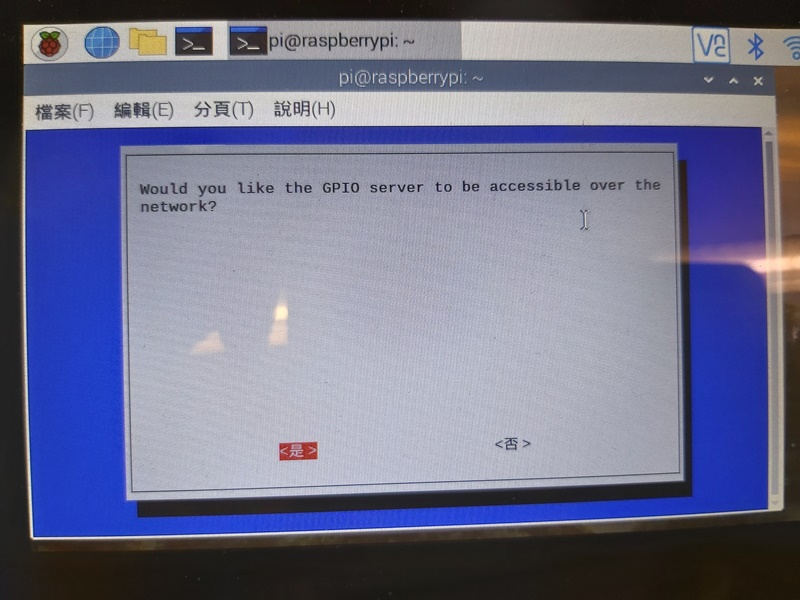 >_
>_ pi@raspberrypi: ~
VNC
pi@raspberrypi: ~
檔案(F) 編輯(E) 分頁(T) 說明(H)
Would you like the GPIO server to be accessible over the
network?
<是> <否>